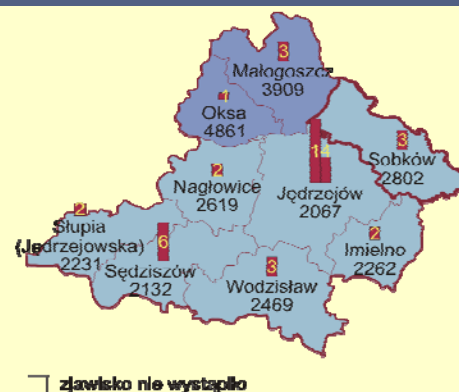 3
Małogoszcz
3909
1
Oksa
4861
3
Sobków
2802
14
Jędrzejów
2067
2
Nagłowice
2619
2
Słupia
(Jędrzejowska)
2231
6
Sędziszów
2132
3
Wodzisław
2469
2
Imielno
2262
zjawisko nie wystąpiło